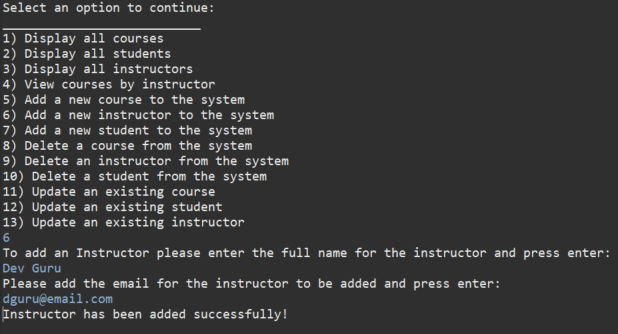 Select an option to continue:
___________________________
1) Display all courses
2) Display all students
3) Display all instructors
4) View courses by instructor
5) Add a new course to the system
6) Add a new instructor to the system
7) Add a new student to the system
8) Delete a course from the system
9) Delete an instructor from the system
10) Delete a student from the system
11) Update an existing course
12) Update an existing student
13) Update an existing instructor
6
To add an Instructor please enter the full name for the instructor and press enter:
Dev Guru
Please add the email for the instructor to be added and press enter:
dguru@email.com
Instructor has been added successfully!